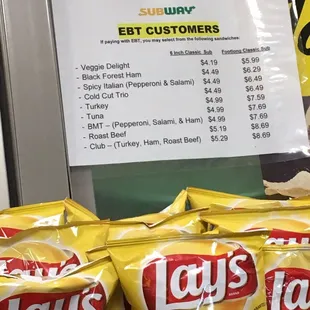 SUBWAY
EBT CUSTOMERS
If paying with EBT, you may select from the following sandwiches:
6 Inch Classic Sub Footlong Classic Sub
- Veggie Delight $4.19 $5.99
- Black Forest Ham $4.49 $6.29
- Spicy Italian (Pepperoni & Salami) $4.49 $6.49
- Cold Cut Trio $4.49 $6.49
- Turkey $4.99 $7.59
- Tuna $4.99 $7.69
- BMT – (Pepperoni, Salami, & Ham) $4.99 $7.69
- Roast Beef $5.19 $8.69
- Club – (Turkey, Ham, Roast Beef) $5.29 $8.69
Lay's
Lay's
Lay's